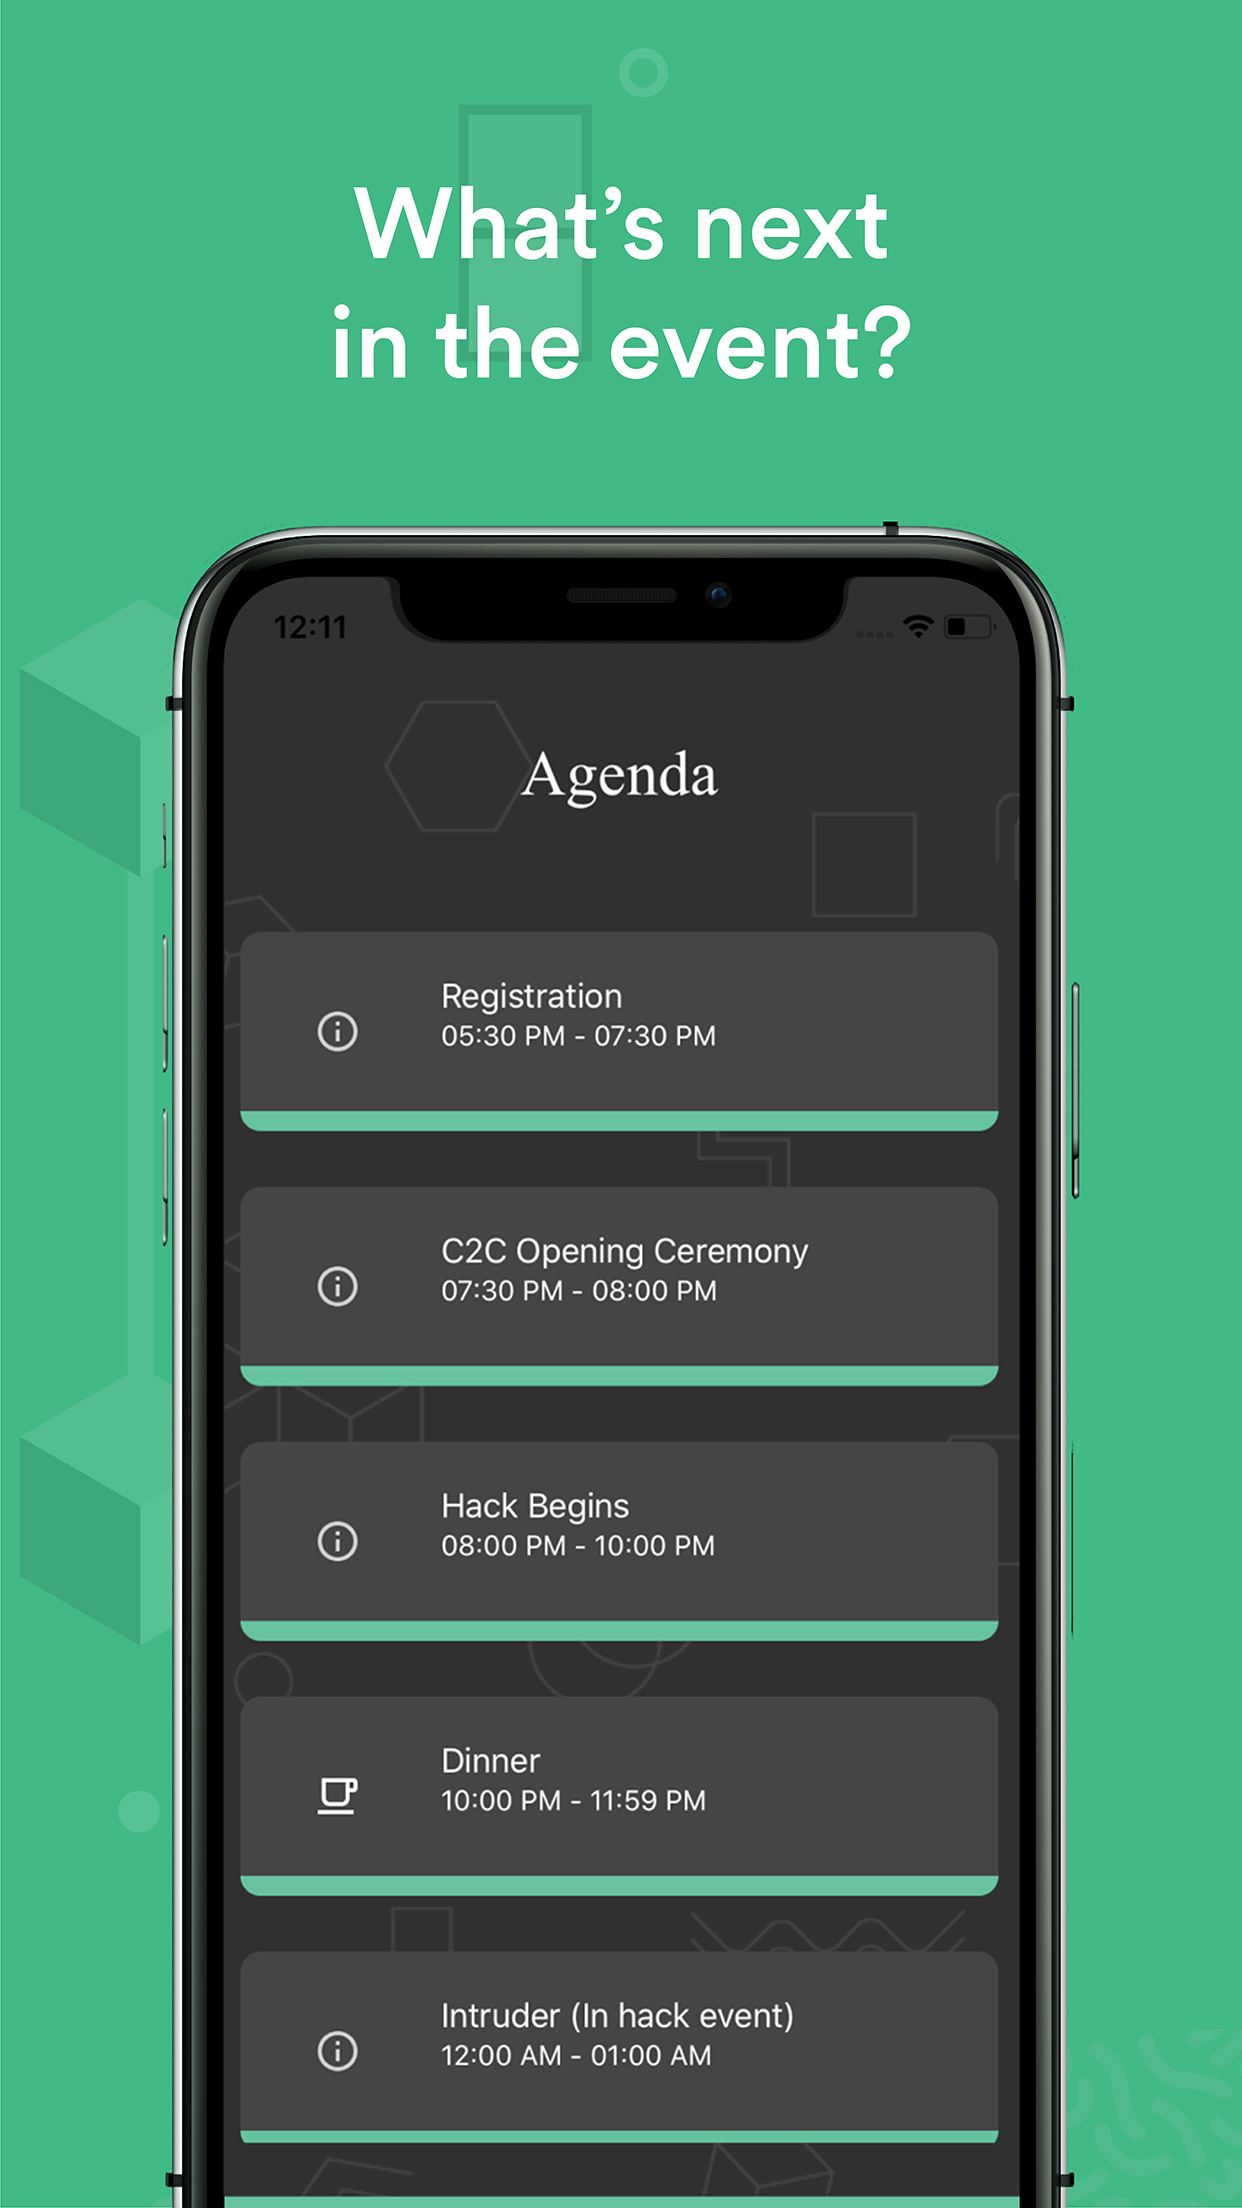 What’s next
in the event?
12:11
Agenda
Registration
05:30 PM - 07:30 PM
C2C Opening Ceremony
07:30 PM - 08:00 PM
Hack Begins
08:00 PM - 10:00 PM
Dinner
10:00 PM - 11:59 PM
Intruder (In hack event)
12:00 AM - 01:00 AM